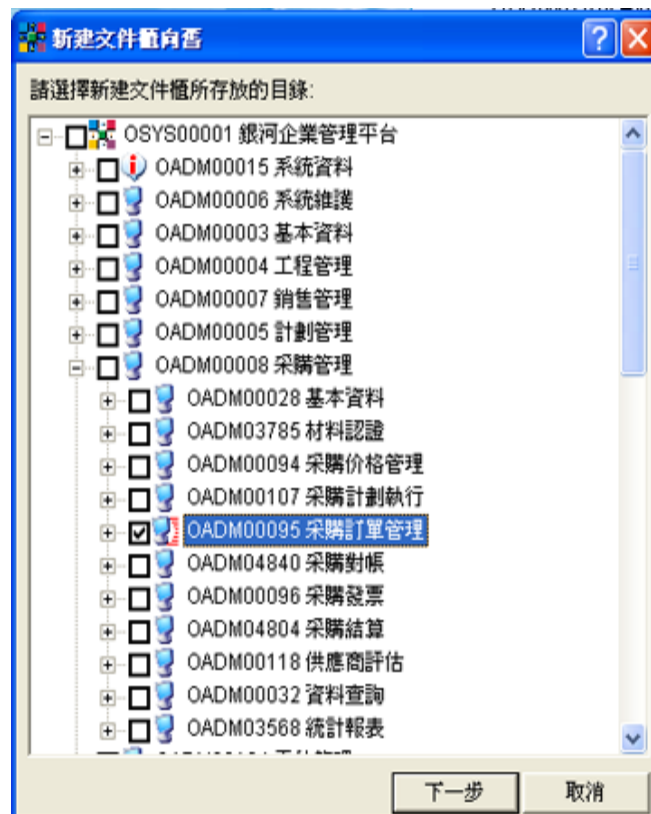 新建文件櫃向晢
請選擇新建文件櫃所存放的目錄:
OSYS00001 銀河企業管理平台
OADM00015 系統資料
OADM00006 系統維護
OADM00003 基本資料
OADM00004 工程管理
OADM00007 銷售管理
OADM00005 計劃管理
OADM00008 采購管理
OADM00028 基本資料
OADM03785 材料認證
OADM00094 采購价格管理
OADM00107 采購計劃執行
OADM00095 采購訂單管理
OADM04840 采購對帳
OADM00096 采購發票
OADM04804 采購結算
OADM00118 供應商評估
OADM00032 資料查詢
OADM03568 統計報表
下一步
取消